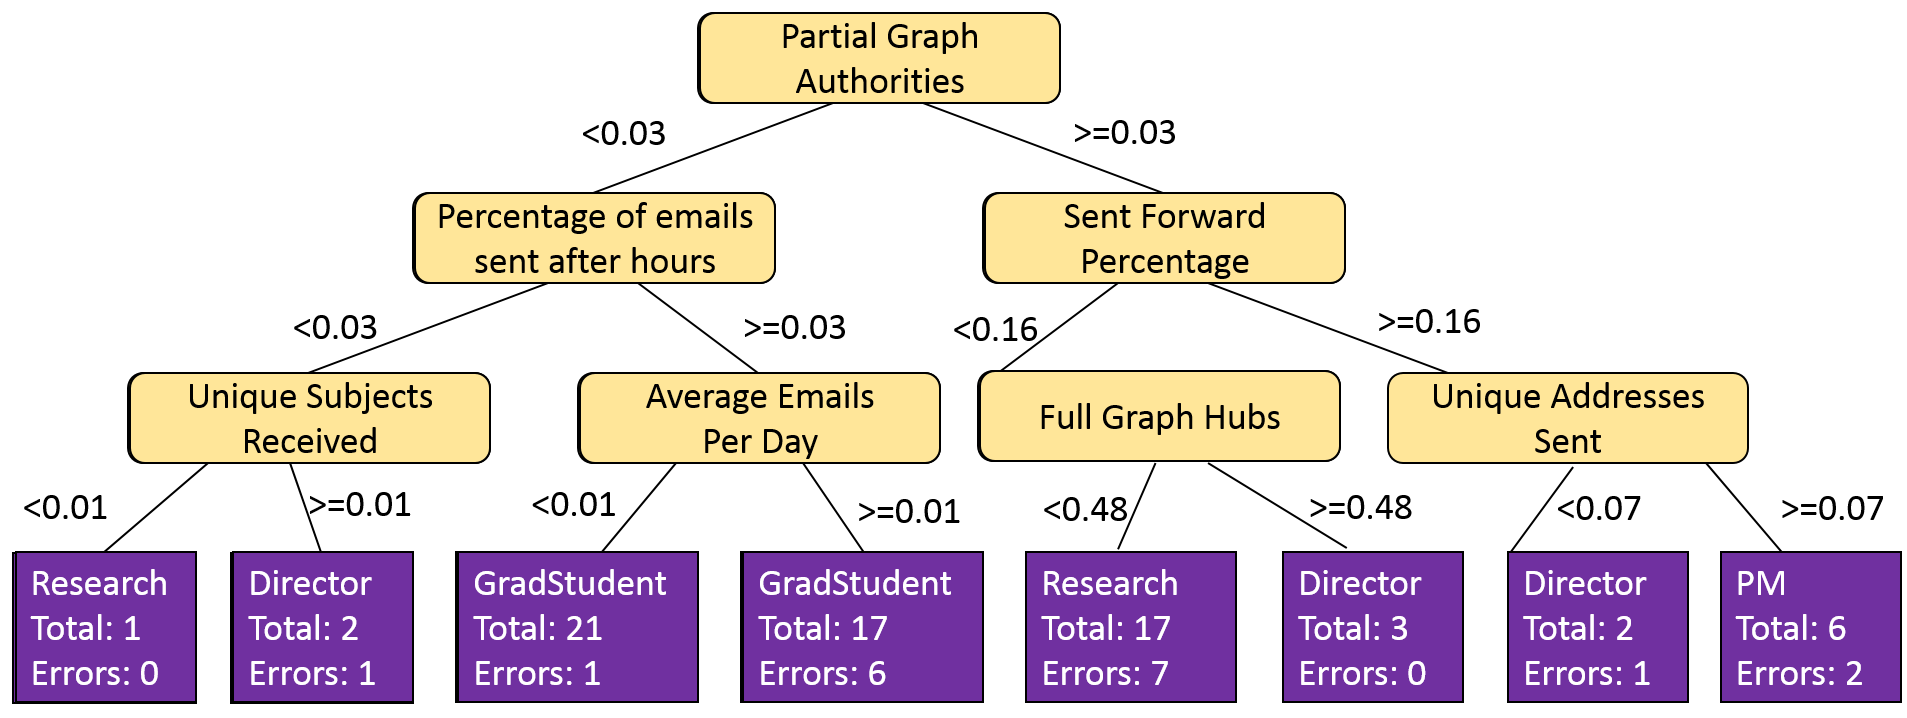 Partial Graph
Authorities
<0.03
>=0.03
Percentage of emails
sent after hours
Sent Forward
Percentage
<0.03
>=0.03
<0.16
>=0.16
Unique Subjects
Received
Average Emails
Per Day
Full Graph Hubs
Unique Addresses
Sent
<0.01
>=0.01
<0.01
>=0.01
<0.48
>=0.48
<0.07
>=0.07
Research
Total: 1
Errors: 0
Director
Total: 2
Errors: 1
GradStudent
Total: 21
Errors: 1
GradStudent
Total: 17
Errors: 6
Research
Total: 17
Errors: 7
Director
Total: 3
Errors: 0
Director
Total: 2
Errors: 1
PM
Total: 6
Errors: 2